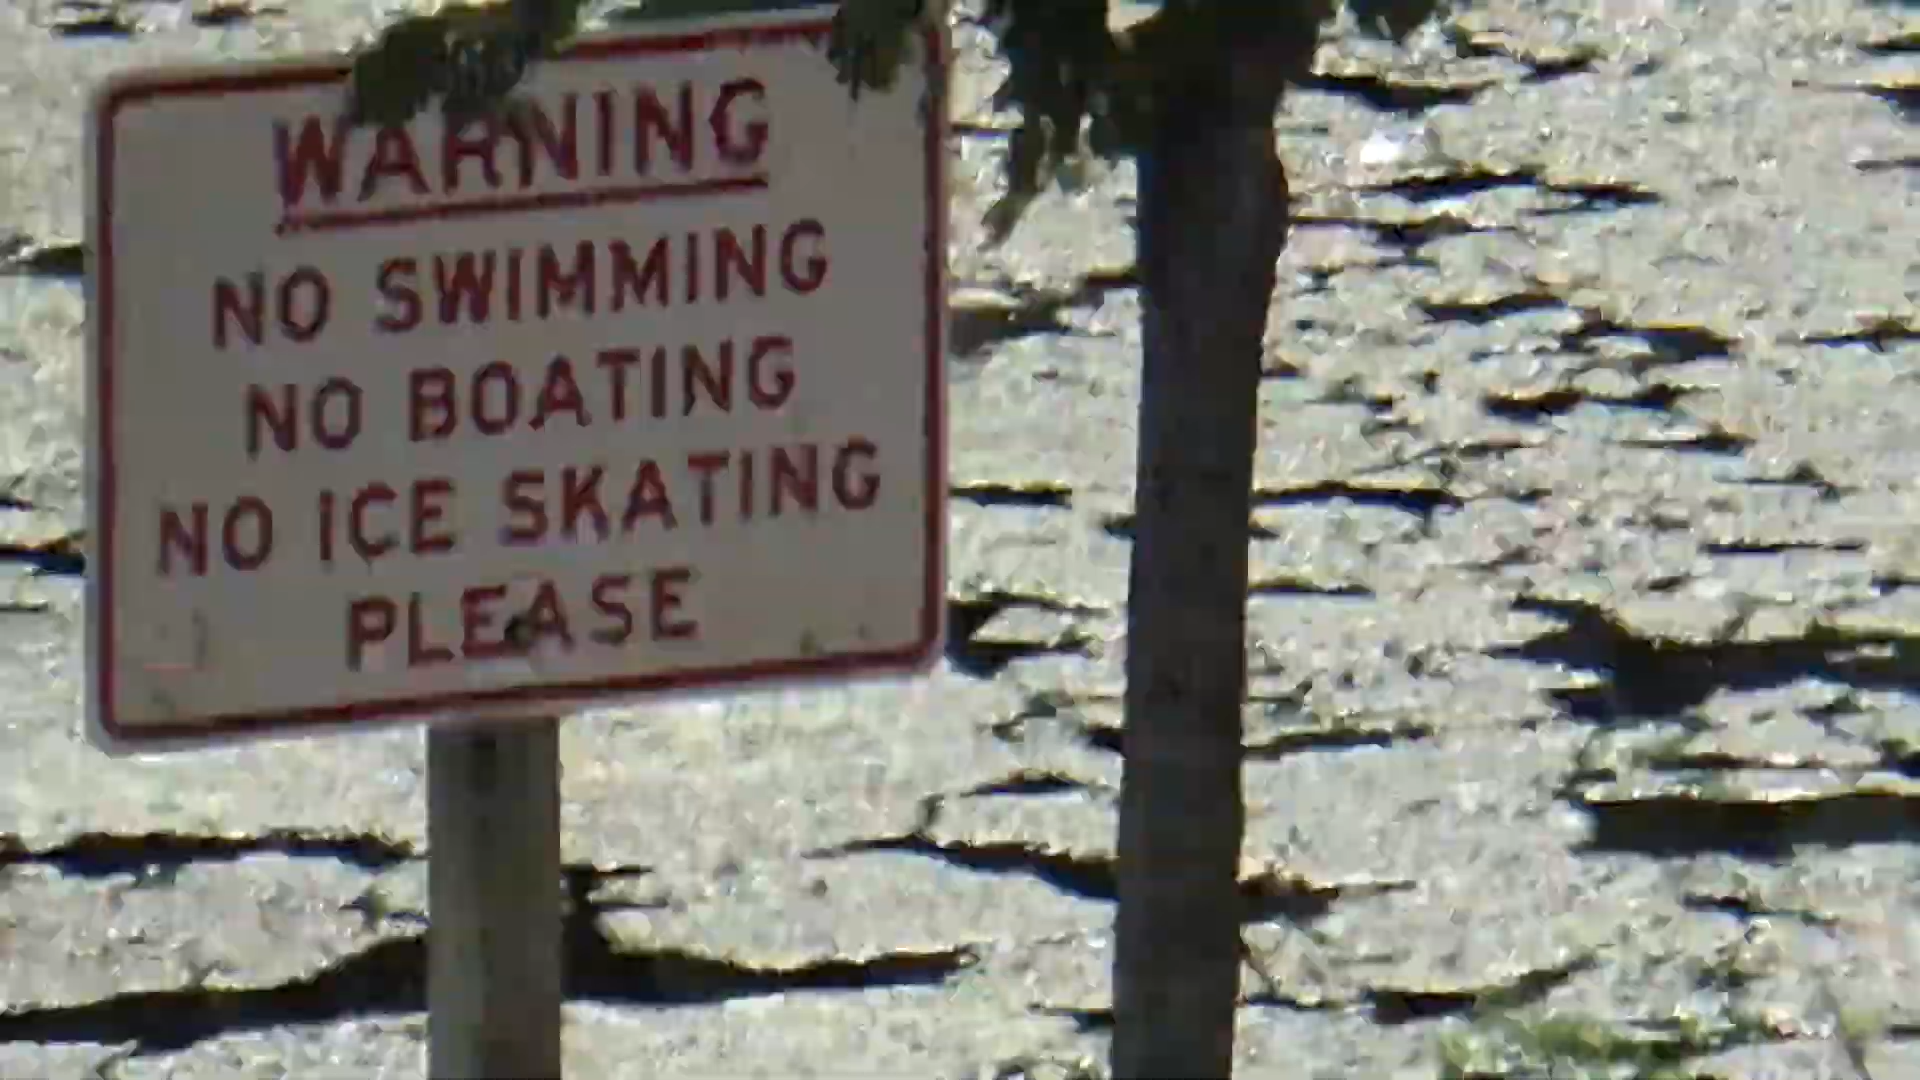 WARNING
NO SWIMMING
NO BOATING
NO ICE SKATING
PLEASE